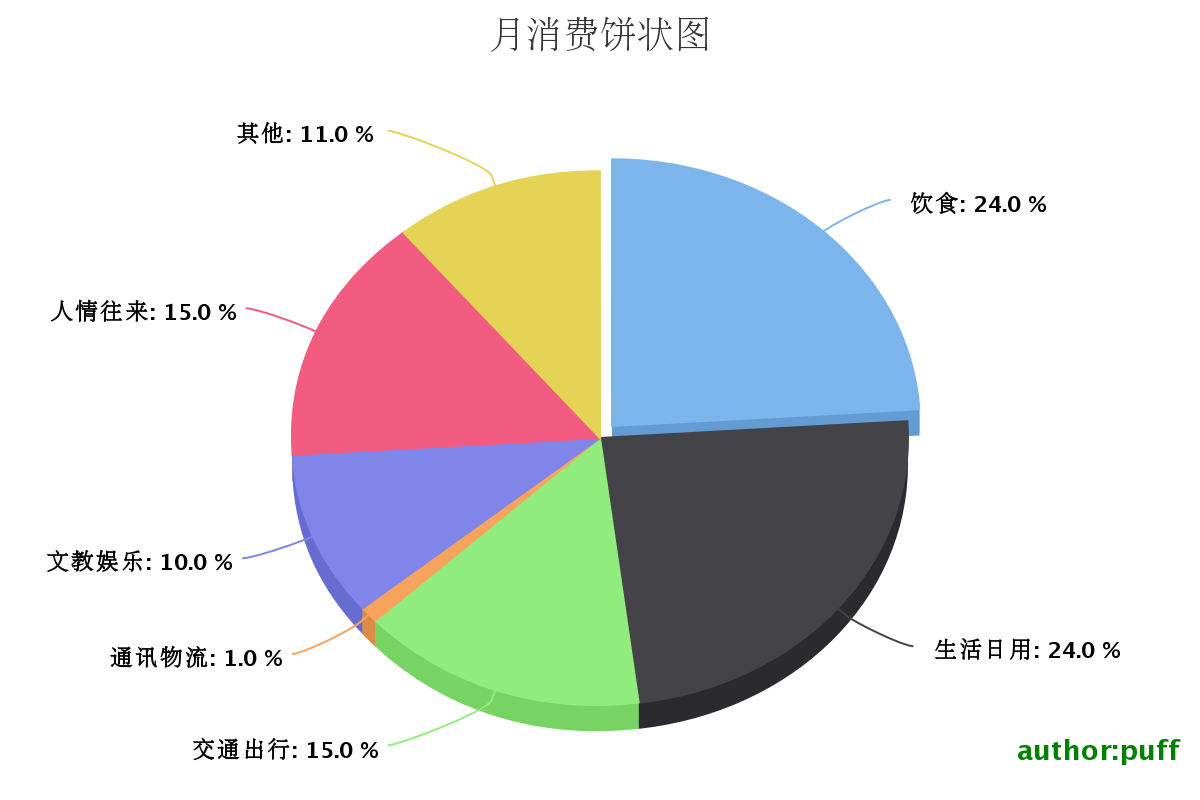 月消费饼状图
其他: 11.0 %
饮食: 24.0 %
人情往来: 15.0 %
文教娱乐: 10.0 %
通讯物流: 1.0 %
生活日用: 24.0 %
交通出行: 15.0 %
author:puff